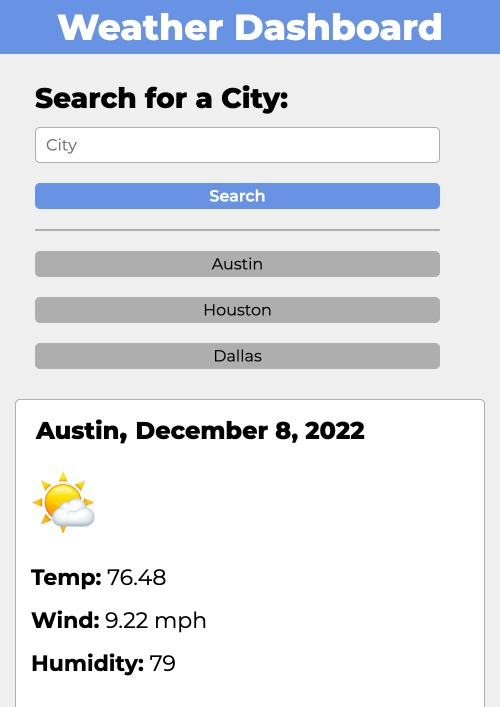 Weather Dashboard
Search for a City:
City
Search
Austin
Houston
Dallas
Austin, December 8, 2022
Temp: 76.48
Wind: 9.22 mph
Humidity: 79